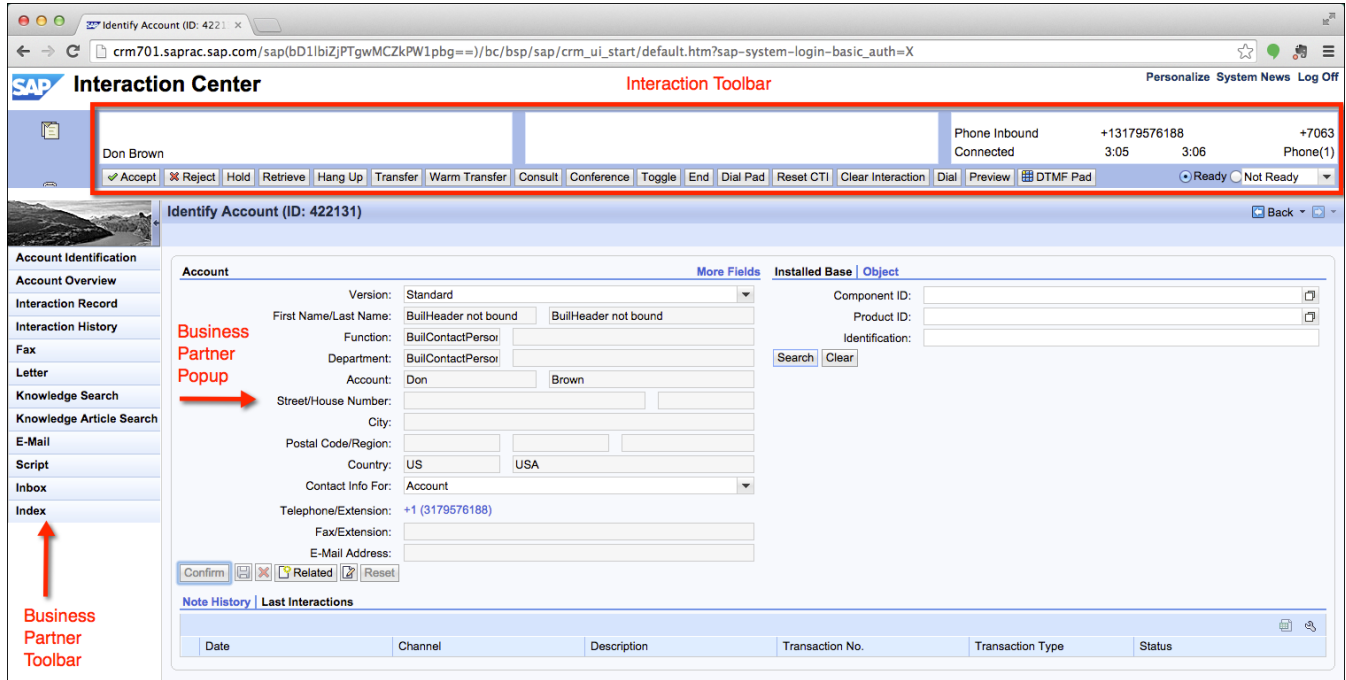 Identify Account (ID: 4221
crm701.saprac.sap.com/sap(bD1lbiZjPTgwMCZkPW1pbg==)/bc/bsp/sap/crm_ui_start/default.htm?sap-system-login-basic_auth=X
SAP Interaction Center Interaction Toolbar Personalize System News Log Off
Phone Inbound +13179576188 +7063
Don Brown Connected 3:05 3:06 Phone(1)
Accept Reject Hold Retrieve Hang Up Transfer Warm Transfer Consult Conference Toggle End Dial Pad Reset CTI Clear Interaction Dial Preview DTMF Pad Ready Not Ready
Identify Account (ID: 422131) Back
Account Identification
Account Overview
Interaction Record
Interaction History
Fax
Letter
Knowledge Search
Knowledge Article Search
E-Mail
Script
Inbox
Index
Business
Partner
Toolbar
Business
Partner
Popup
Account More Fields
Version: Standard
First Name/Last Name: BuilHeader not bound BuilHeader not bound
Function: BuilContactPerson
Department: BuilContactPerson
Account: Don Brown
Street/House Number:
City:
Postal Code/Region:
Country: US USA
Contact Info For: Account
Telephone/Extension: +1 (3179576188)
Fax/Extension:
E-Mail Address:
Confirm Related Reset
Installed Base Object
Component ID:
Product ID:
Identification:
Search Clear
Note History Last Interactions
Date Channel Description Transaction No. Transaction Type Status